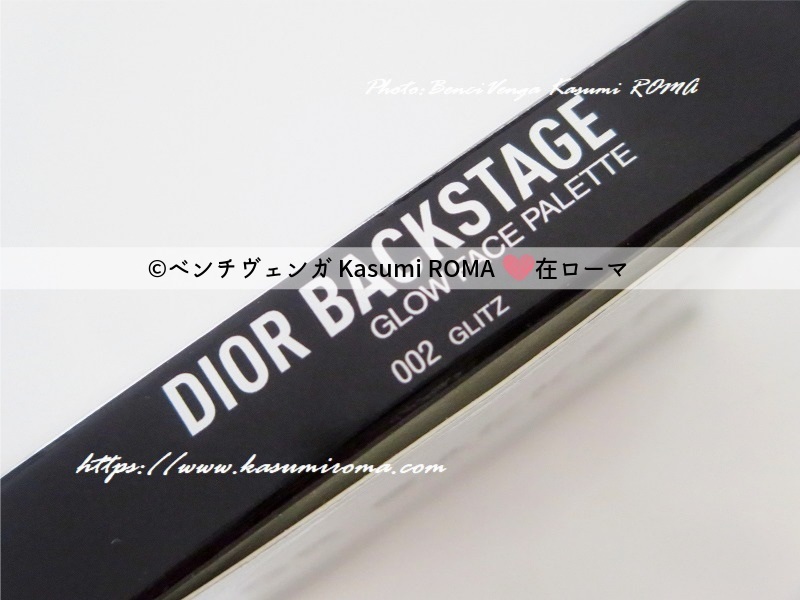 Photo:BenciVenga Kasumi ROMA
DIOR BACKSTAGE
GLOW FACE PALETTE
©ベンチヴェンガ Kasumi ROMA ❤在ローマ
002 GLITZ
https://www.kasumiroma.com